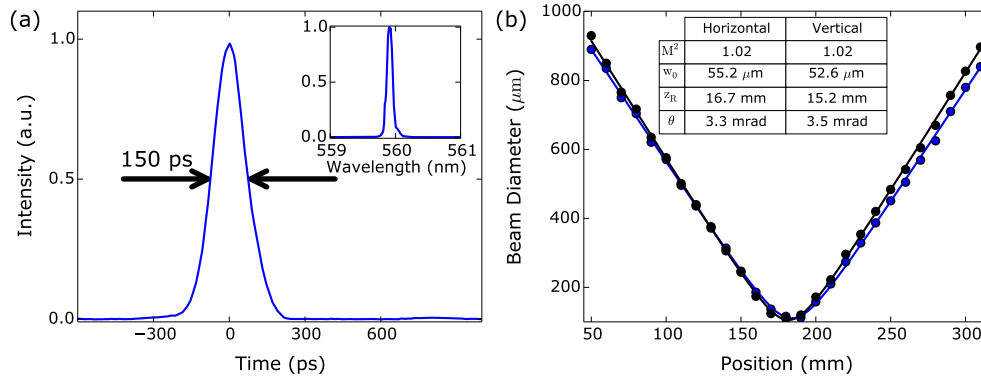 (a)
Intensity (a.u.)
1.0
0.5
0.0
150 ps
−300 0 300 600
Time (ps)
1.0
0.5
0.0
559 560 561
Wavelength (nm)
(b)
Beam Diameter (μm)
1000
800
600
400
200
50 100 150 200 250 300
Position (mm)
Horizontal Vertical
M² 1.02 1.02
w₀ 55.2 μm 52.6 μm
z_R 16.7 mm 15.2 mm
θ 3.3 mrad 3.5 mrad